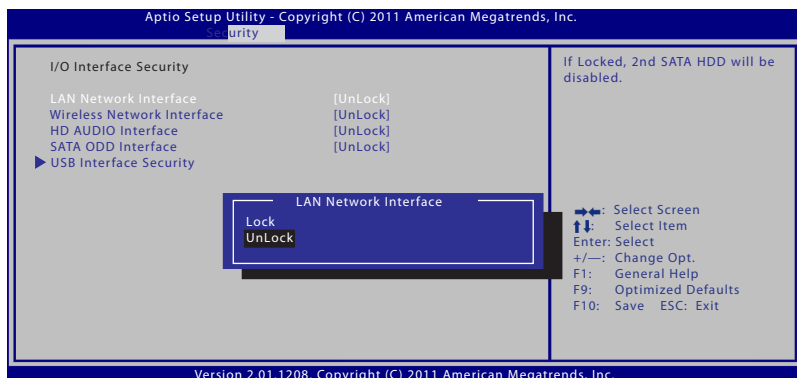 Aptio Setup Utility - Copyright (C) 2011 American Megatrends, Inc.
Security
I/O Interface Security
LAN Network Interface [UnLock]
Wireless Network Interface [UnLock]
HD AUDIO Interface [UnLock]
SATA ODD Interface [UnLock]
USB Interface Security
If Locked, 2nd SATA HDD will be
disabled.
LAN Network Interface
Lock
UnLock
→←: Select Screen
↑↓: Select Item
Enter: Select
+/—: Change Opt.
F1: General Help
F9: Optimized Defaults
F10: Save ESC: Exit
Version 2.01.1208. Copyright (C) 2011 American Megatrends, Inc.